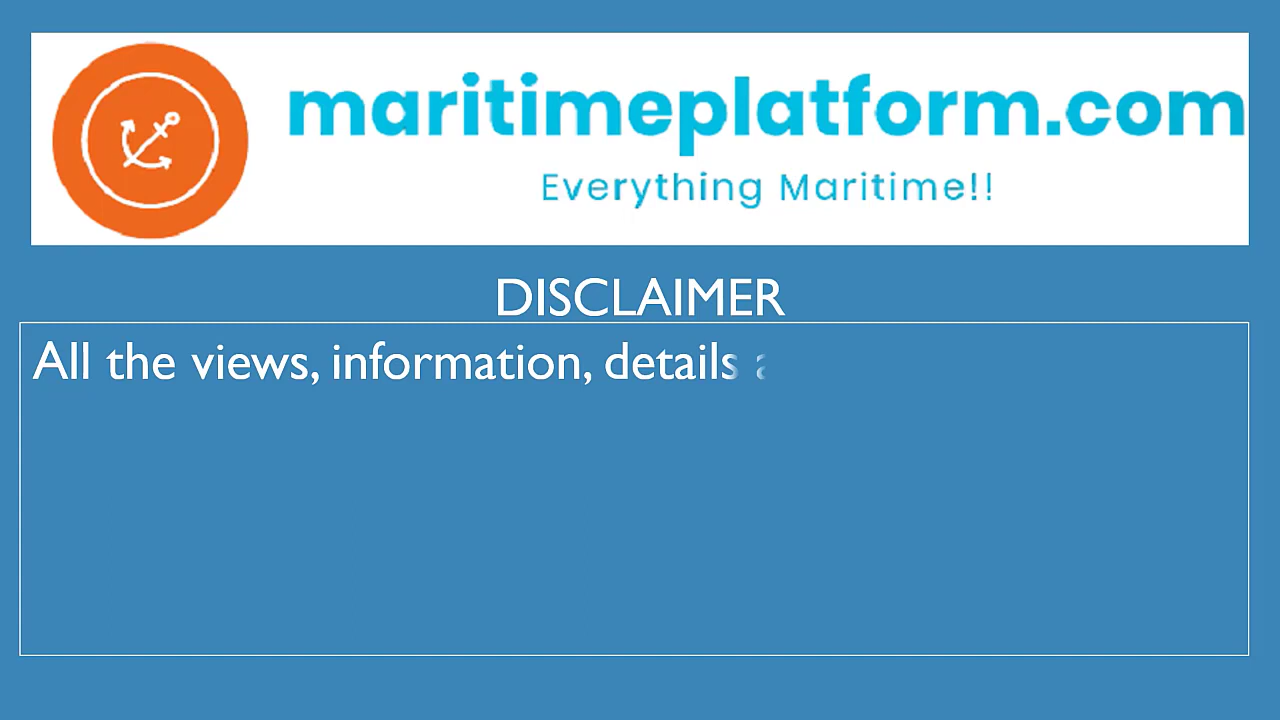 maritimeplatform.com
Everything Maritime!!
DISCLAIMER
All the views, information, details